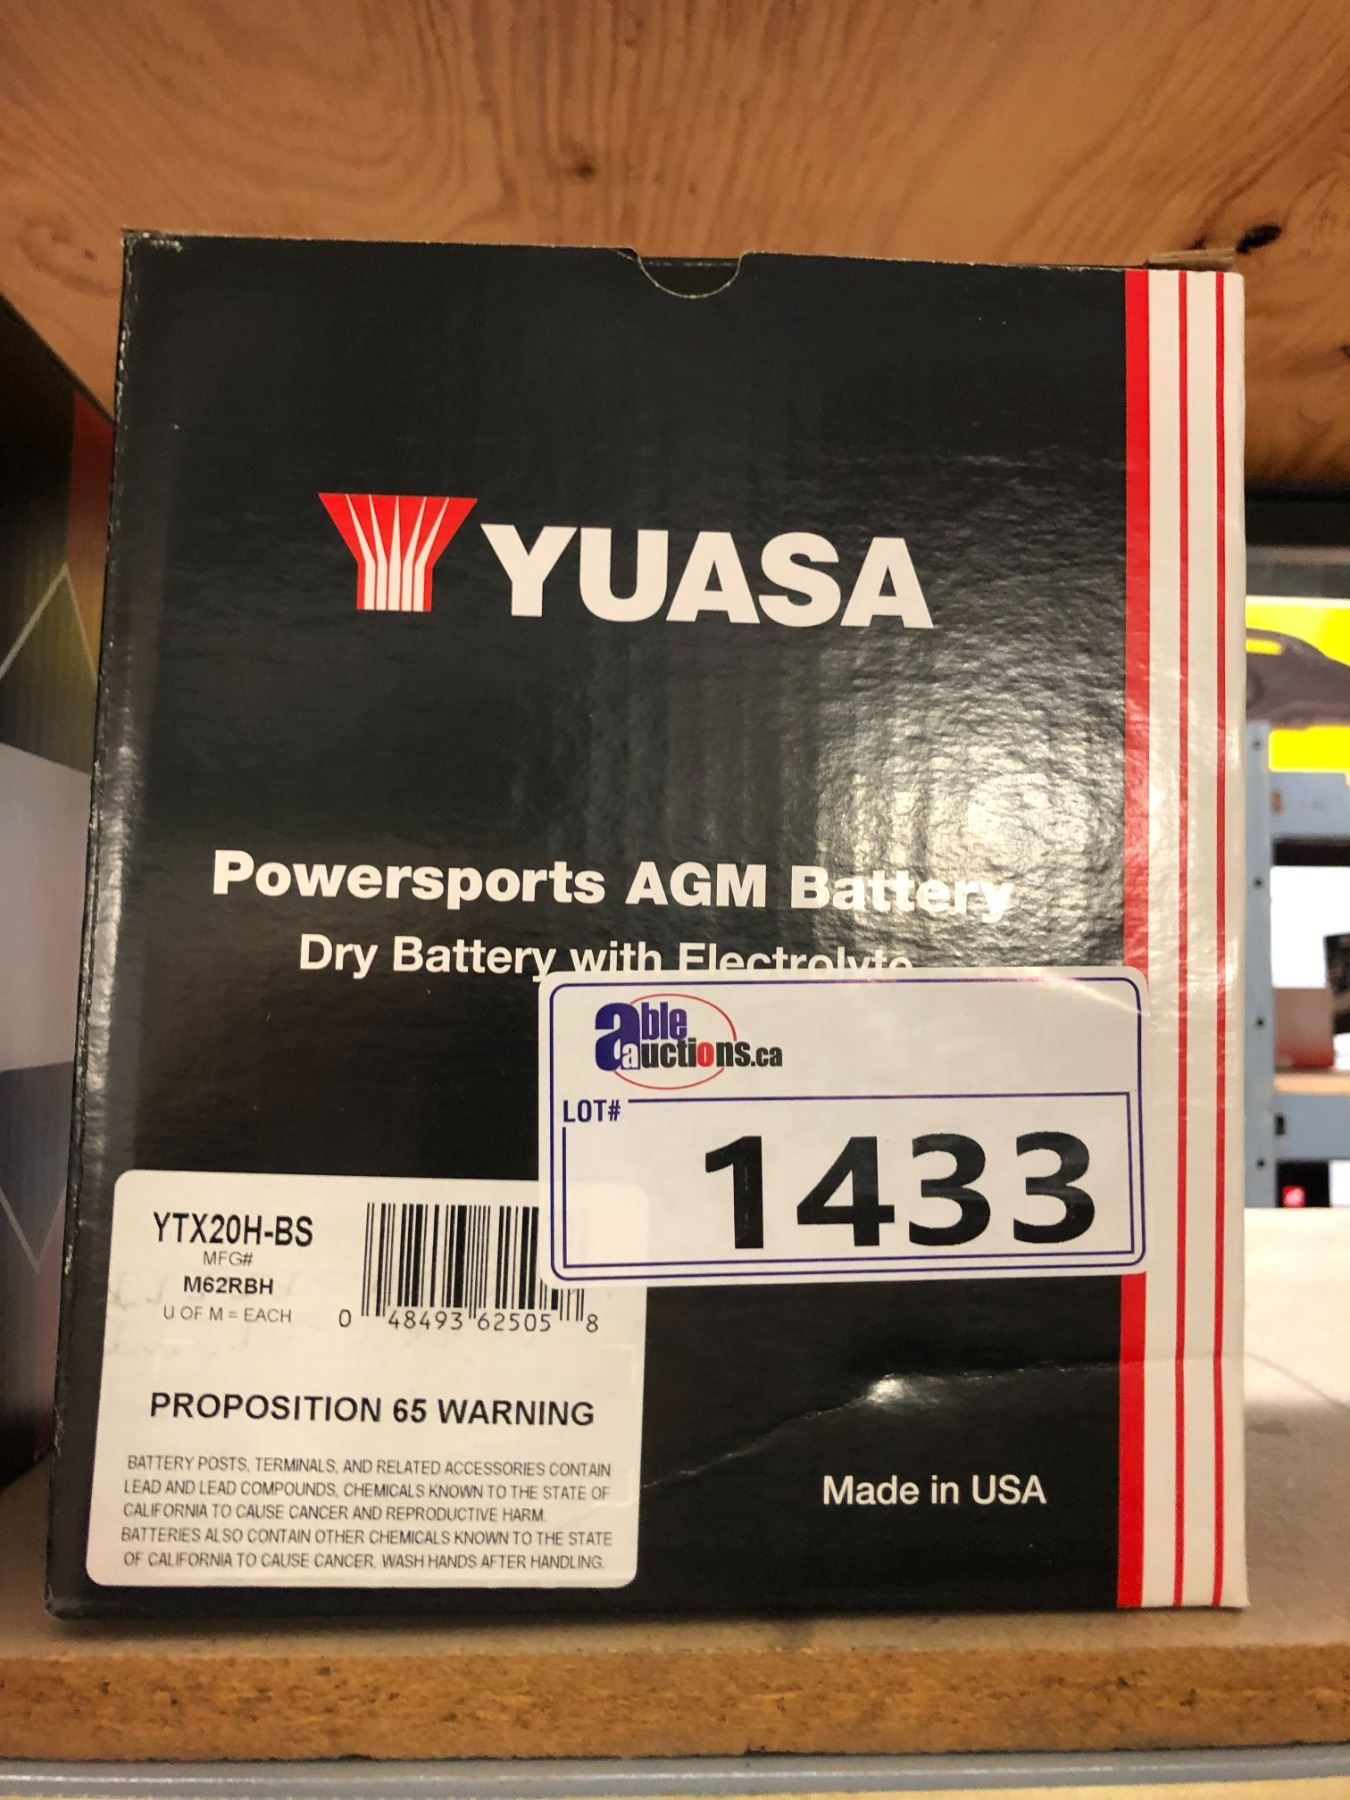 YUASA
Powersports AGM Battery
Dry Battery with Electrolyte
able
auctions.ca
LOT#
1433
YTX20H-BS
MFG#
M62RBH
U OF M = EACH
0 48493 62505 8
PROPOSITION 65 WARNING
BATTERY POSTS, TERMINALS, AND RELATED ACCESSORIES CONTAIN
LEAD AND LEAD COMPOUNDS, CHEMICALS KNOWN TO THE STATE OF
CALIFORNIA TO CAUSE CANCER AND REPRODUCTIVE HARM.
BATTERIES ALSO CONTAIN OTHER CHEMICALS KNOWN TO THE STATE
OF CALIFORNIA TO CAUSE CANCER. WASH HANDS AFTER HANDLING.
Made in USA